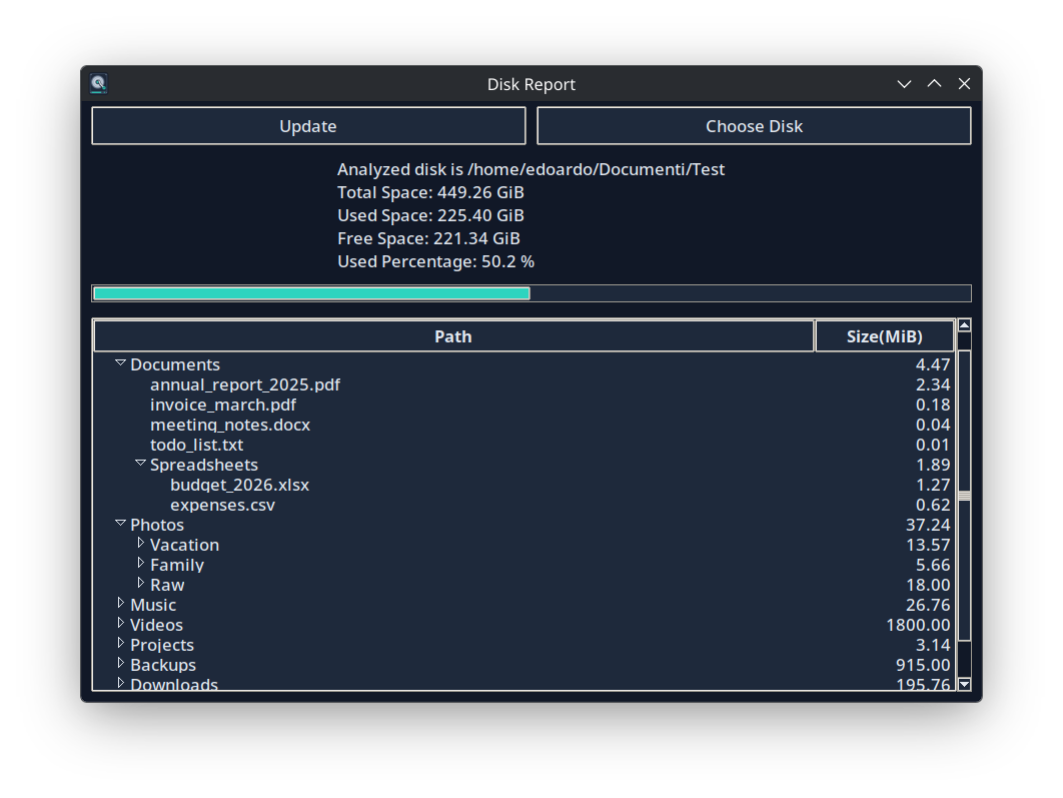 Disk Report
Update Choose Disk
Analyzed disk is /home/edoardo/Documenti/Test
Total Space: 449.26 GiB
Used Space: 225.40 GiB
Free Space: 221.34 GiB
Used Percentage: 50.2 %
Path Size(MiB)
Documents 4.47
annual_report_2025.pdf 2.34
invoice_march.pdf 0.18
meeting_notes.docx 0.04
todo_list.txt 0.01
Spreadsheets 1.89
budget_2026.xlsx 1.27
expenses.csv 0.62
Photos 37.24
Vacation 13.57
Family 5.66
Raw 18.00
Music 26.76
Videos 1800.00
Projects 3.14
Backups 915.00
Downloads 195.76